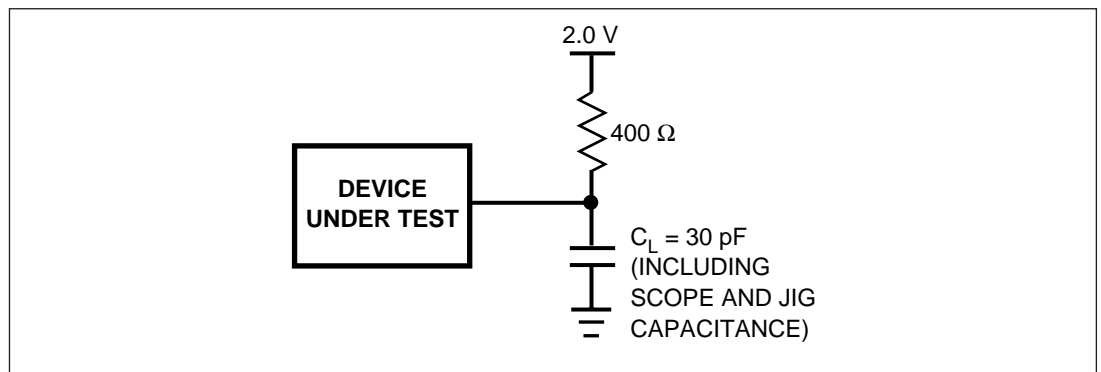 2.0 V
400 Ω
DEVICE
UNDER TEST
C_L = 30 pF
(INCLUDING
SCOPE AND JIG
CAPACITANCE)